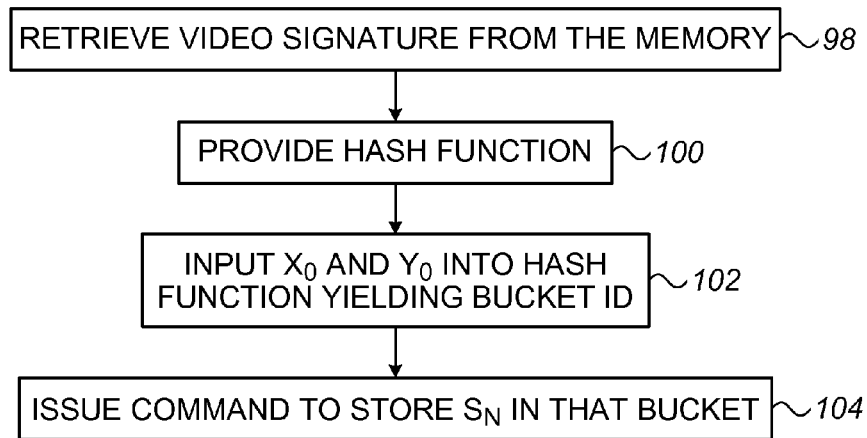 RETRIEVE VIDEO SIGNATURE FROM THE MEMORY 98
PROVIDE HASH FUNCTION 100
INPUT X₀ AND Y₀ INTO HASH
FUNCTION YIELDING BUCKET ID 102
ISSUE COMMAND TO STORE S_N IN THAT BUCKET 104